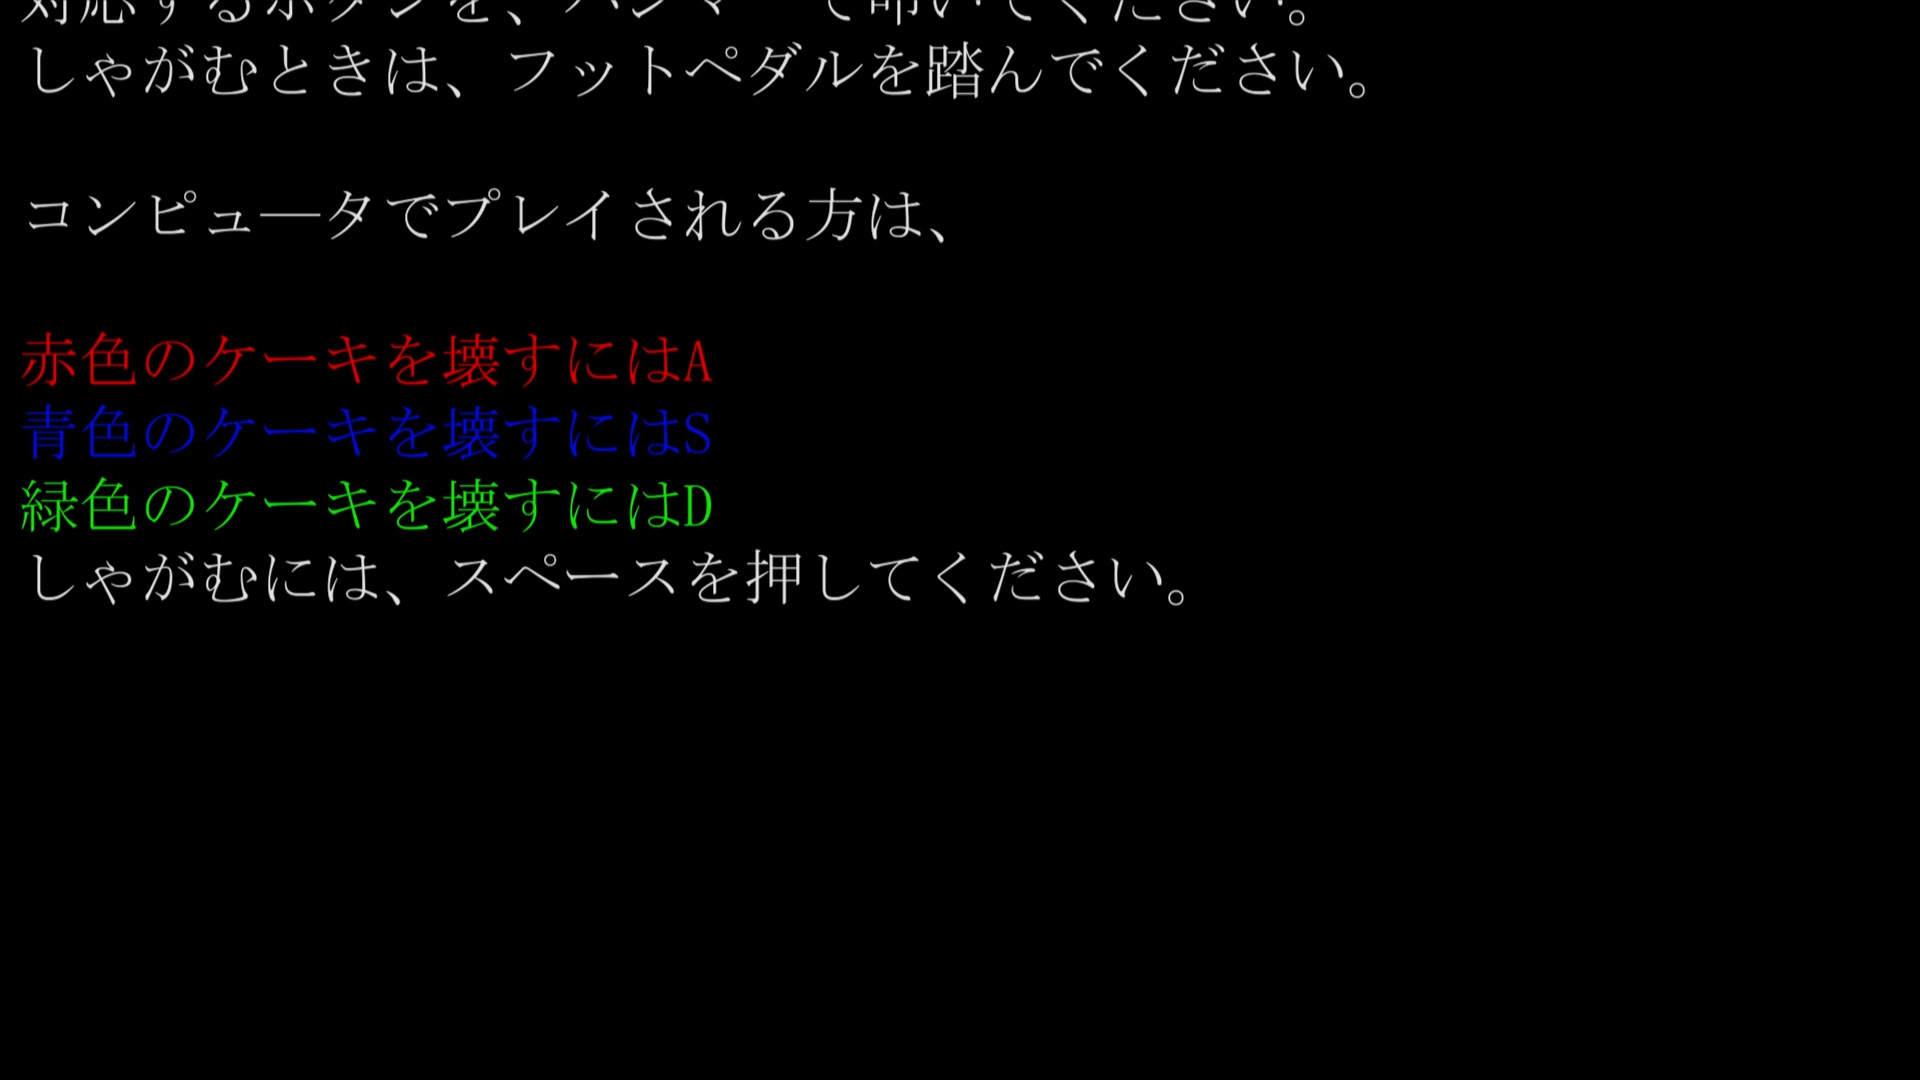 対応するボタンを、ハンマーで叩いてください。
しゃがむときは、フットペダルを踏んでください。
コンピュ―タでプレイされる方は、
赤色のケーキを壊すにはA
青色のケーキを壊すにはS
緑色のケーキを壊すにはD
しゃがむには、スペースを押してください。